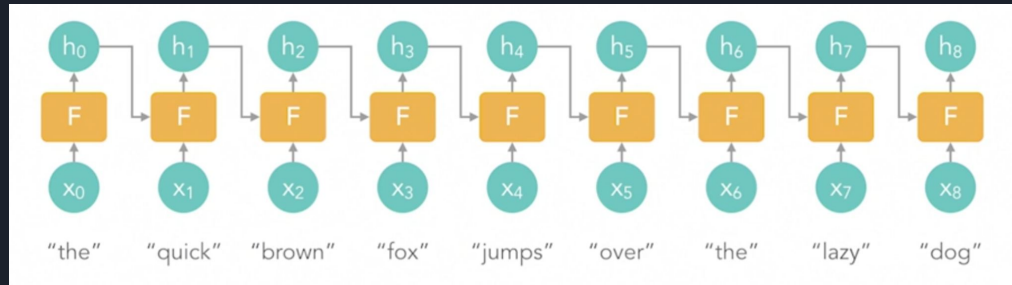 h₀ h₁ h₂ h₃ h₄ h₅ h₆ h₇ h₈
F F F F F F F F F
x₀ x₁ x₂ x₃ x₄ x₅ x₆ x₇ x₈
“the” “quick” “brown” “fox” “jumps” “over” “the” “lazy” “dog”